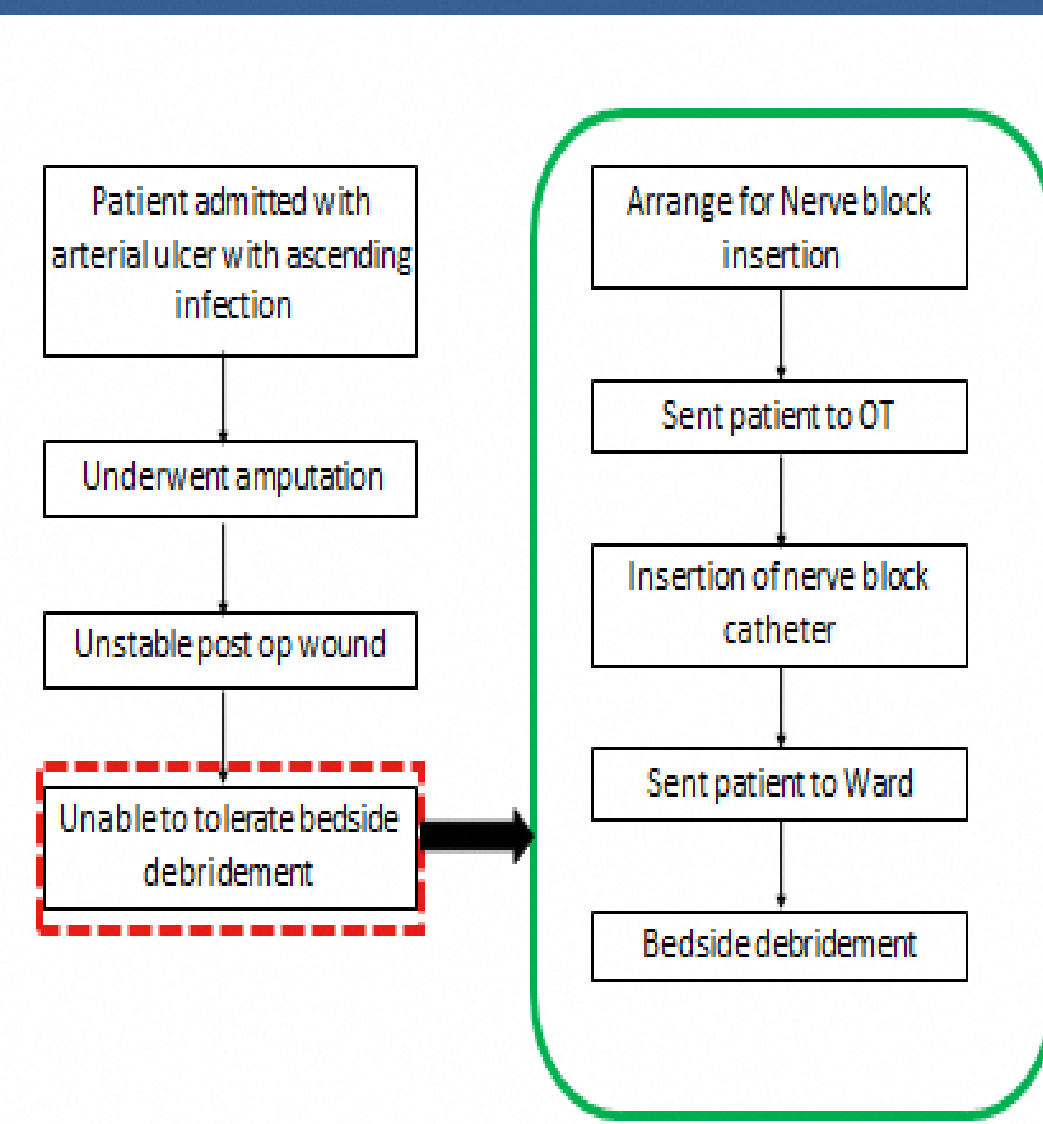 Patient admitted with
arterial ulcer with ascending
infection
Underwent amputation
Unstable post op wound
Unable to tolerate bedside
debridement
Arrange for Nerve block
insertion
Sent patient to OT
Insertion of nerve block
catheter
Sent patient to Ward
Bedside debridement